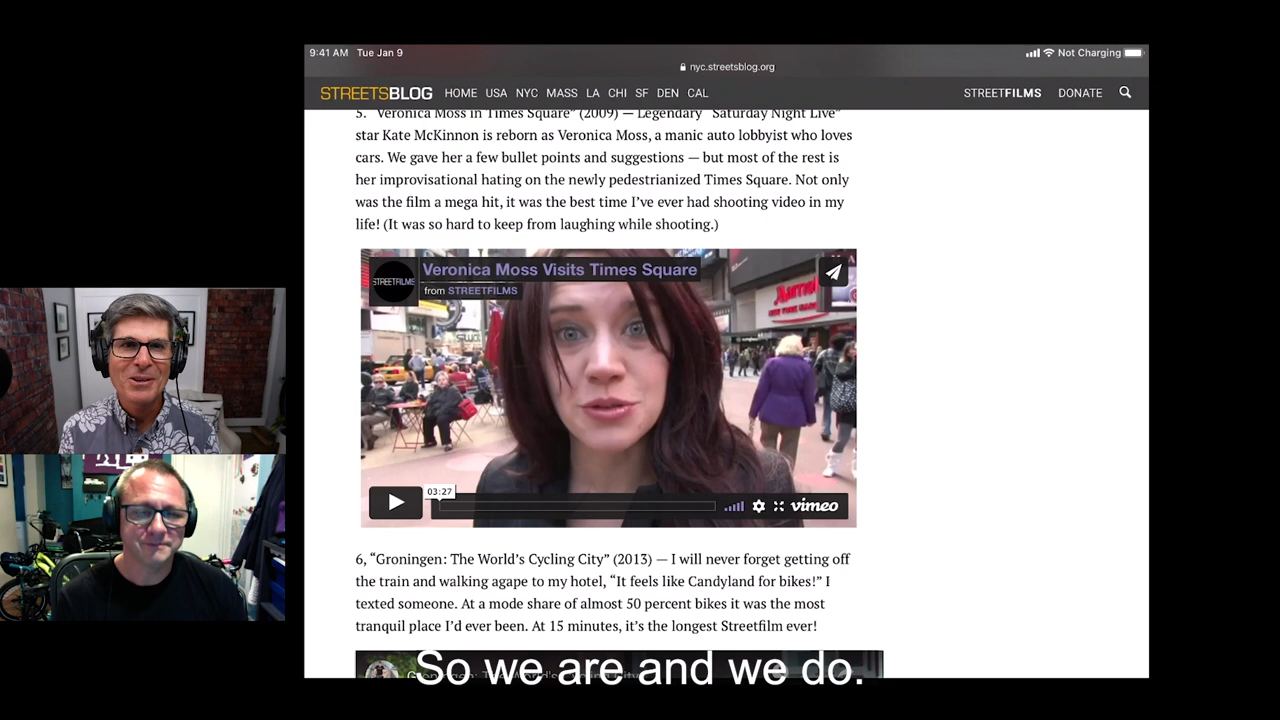 9:41 AM Tue Jan 9
Not Charging
nyc.streetsblog.org
STREETSBLOG HOME USA NYC MASS LA CHI SF DEN CAL STREETFILMS DONATE
5. “Veronica Moss in Times Square” (2009) — Legendary “Saturday Night Live”
star Kate McKinnon is reborn as Veronica Moss, a manic auto lobbyist who loves
cars. We gave her a few bullet points and suggestions — but most of the rest is
her improvisational hating on the newly pedestrianized Times Square. Not only
was the film a mega hit, it was the best time I’ve ever had shooting video in my
life! (It was so hard to keep from laughing while shooting.)
STREETFILMS
Veronica Moss Visits Times Square
from STREETFILMS
Marriott
03:27
vimeo
6, “Groningen: The World’s Cycling City” (2013) — I will never forget getting off
the train and walking agape to my hotel, “It feels like Candyland for bikes!” I
texted someone. At a mode share of almost 50 percent bikes it was the most
tranquil place I’d ever been. At 15 minutes, it’s the longest Streetfilm ever!
Groningen: The World's Cycling City
So we are and we do.